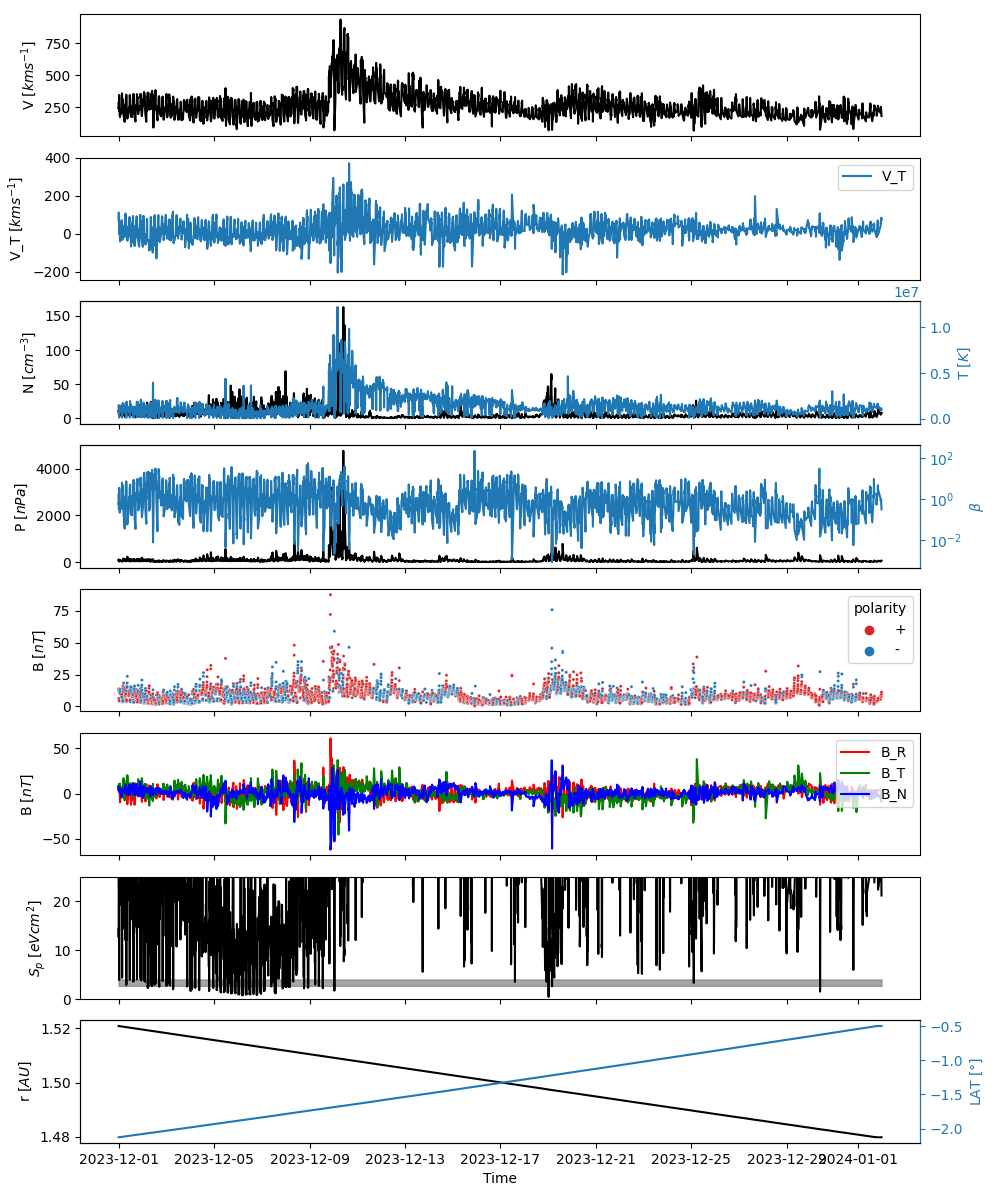 750
500
250
V [kms⁻¹]
400
200
0
−200
V_T [kms⁻¹]
V_T
1e7
150
100
50
0
N [cm⁻³]
1.0
0.5
0.0
T [K]
4000
2000
0
P [nPa]
10²
10⁰
10⁻²
β
75
50
25
0
B [nT]
polarity
+
-
50
0
−50
B [nT]
B_R
B_T
B_N
20
10
0
Sₚ [eVcm²]
1.52
1.50
1.48
r [AU]
−0.5
−1.0
−1.5
−2.0
LAT [°]
2023-12-01 2023-12-05 2023-12-09 2023-12-13 2023-12-17 2023-12-21 2023-12-25 2023-12-29 2024-01-01
Time